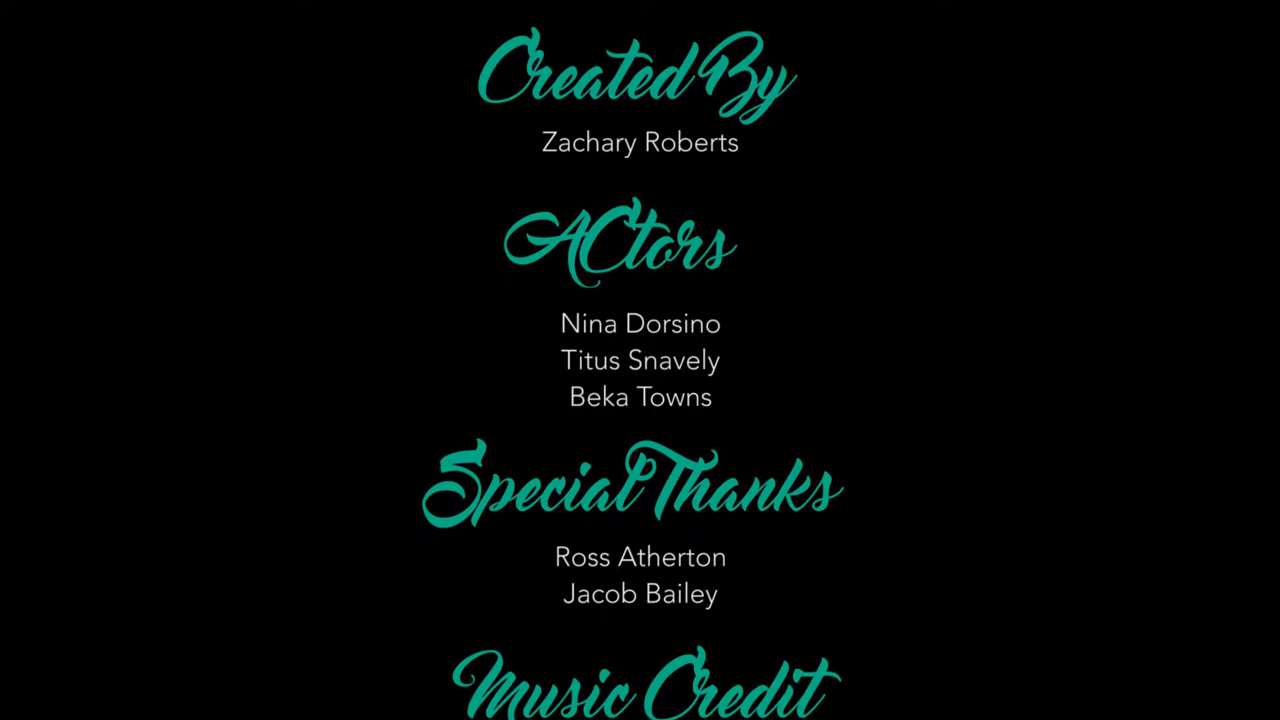 Created By
Zachary Roberts
ACtors
Nina Dorsino
Titus Snavely
Beka Towns
Special Thanks
Ross Atherton
Jacob Bailey
Music Credit